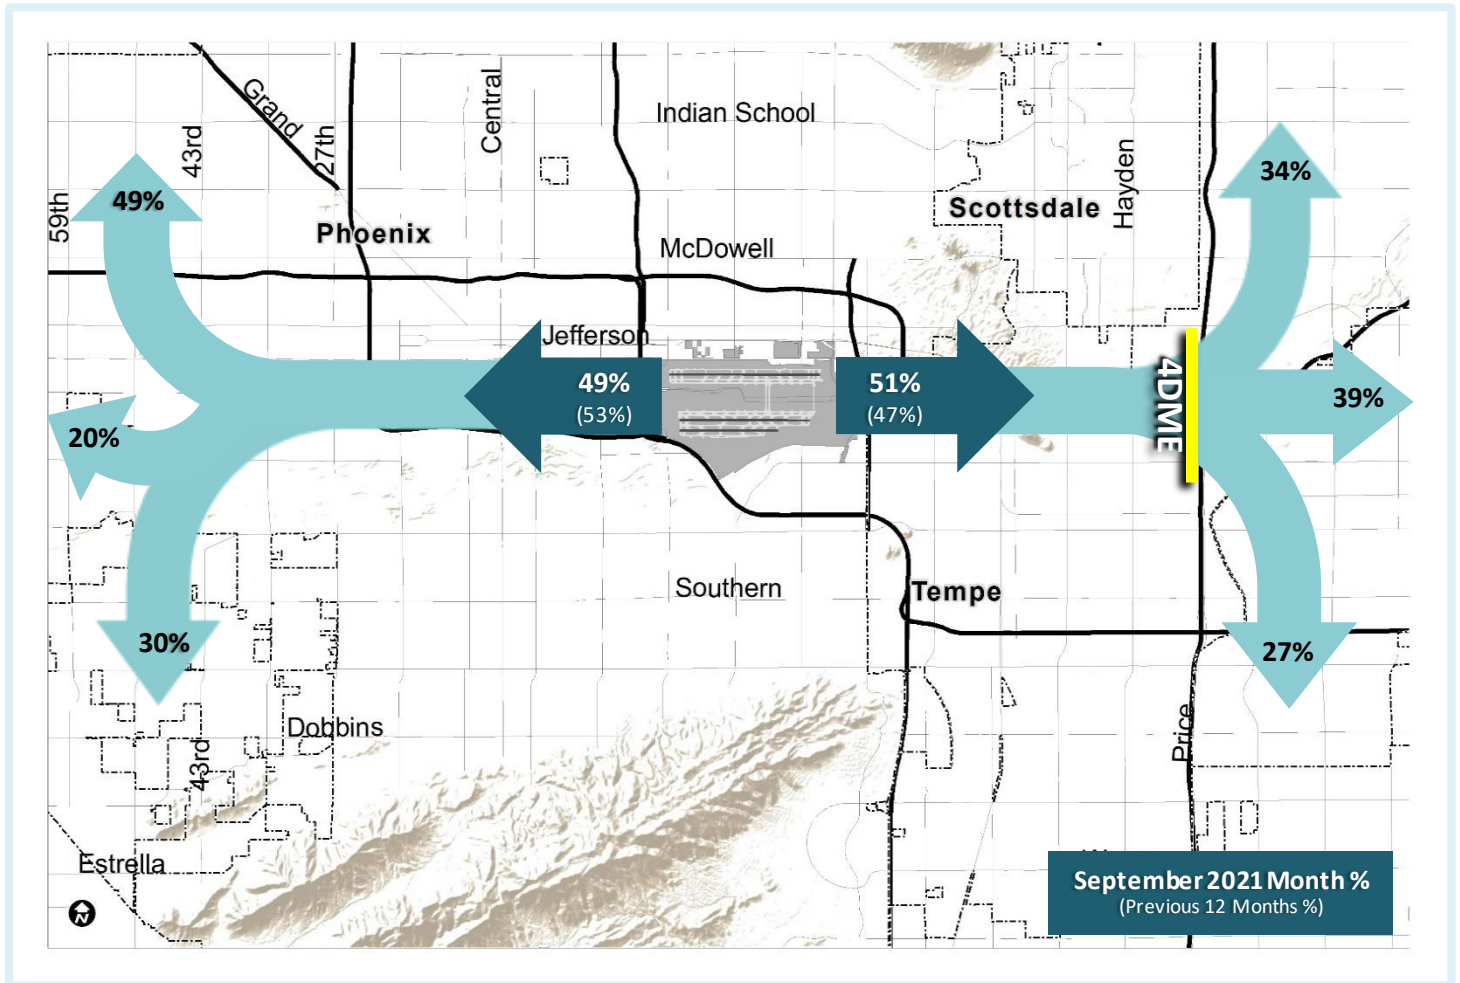 Grand
43rd
27th
Central
Indian School
Hayden
34%
49%
59th
Phoenix
Scottsdale
McDowell
Jefferson
49%
(53%)
51%
(47%)
4DME
39%
20%
Southern
Tempe
30%
27%
Dobbins
43rd
Price
Estrella
N
September 2021 Month %
(Previous 12 Months %)